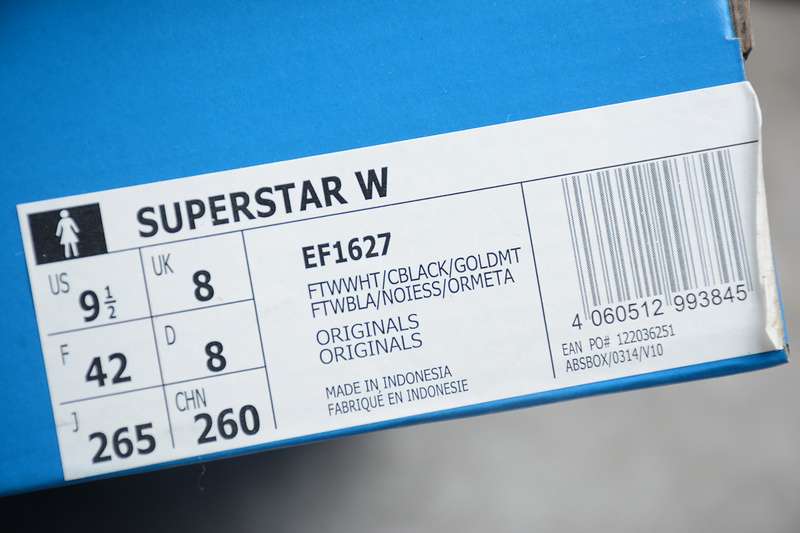 SUPERSTAR W
US 9 1/2
UK 8
F 42
D 8
J 265
CHN 260
EF1627
FTWWHT/CBLACK/GOLDMT
FTWBLA/NOIESS/ORMETA
ORIGINALS
ORIGINALS
MADE IN INDONESIA
FABRIQUÉ EN INDONESIE
4 060512 993845
EAN PO# 122036251
ABSBOX/0314/V10